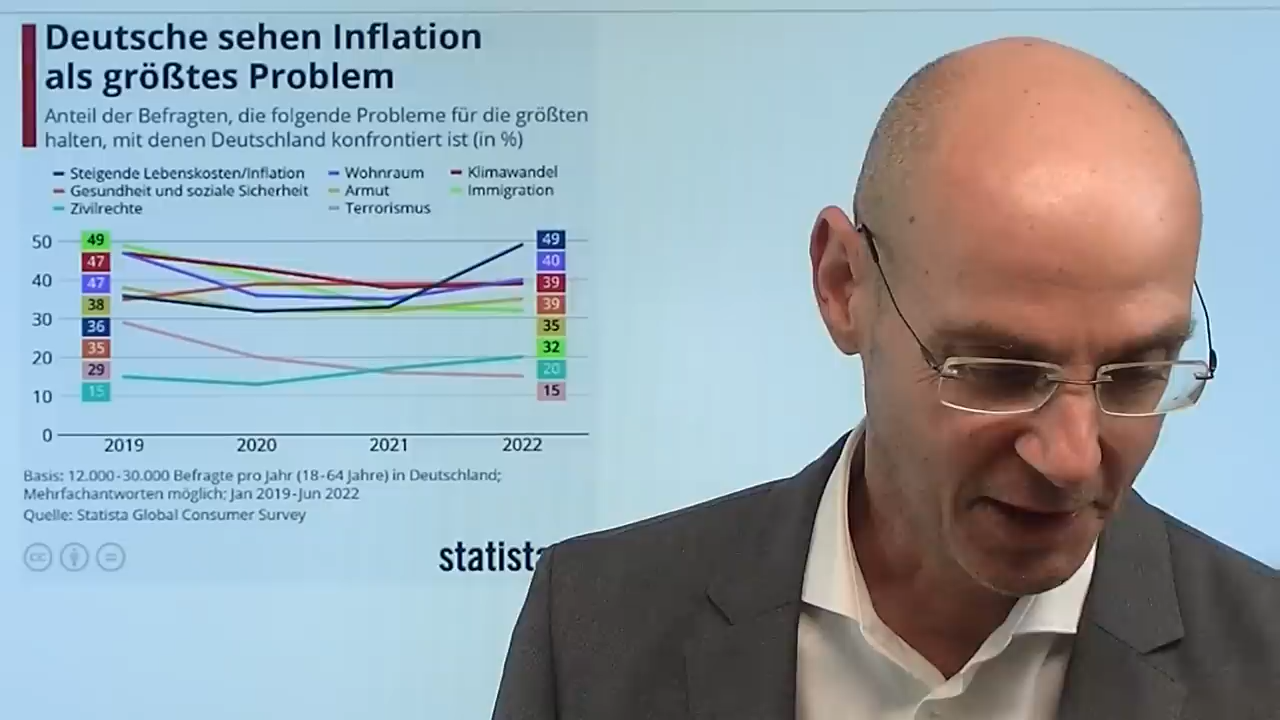 Deutsche sehen Inflation
als größtes Problem
Anteil der Befragten, die folgende Probleme für die größten
halten, mit denen Deutschland konfrontiert ist (in %)
Steigende Lebenskosten/Inflation Wohnraum Klimawandel
Gesundheit und soziale Sicherheit Armut Immigration
Zivilrechte Terrorismus
50 49 49
47 40
40 47 39
38 39
30 36 35
35 32
20 29 20
10 15 15
0
2019 2020 2021 2022
Basis: 12.000-30.000 Befragte pro Jahr (18-64 Jahre) in Deutschland;
Mehrfachantworten möglich; Jan 2019-Jun 2022
Quelle: Statista Global Consumer Survey
cc =
statista